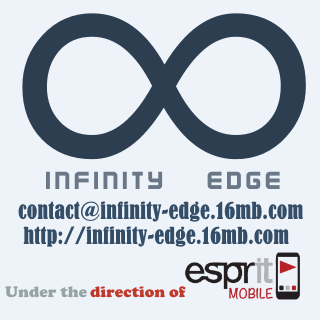 INFINITY EDGE
contact@infinity-edge.16mb.com
http://infinity-edge.16mb.com
esprit
MOBILE
Under the direction of